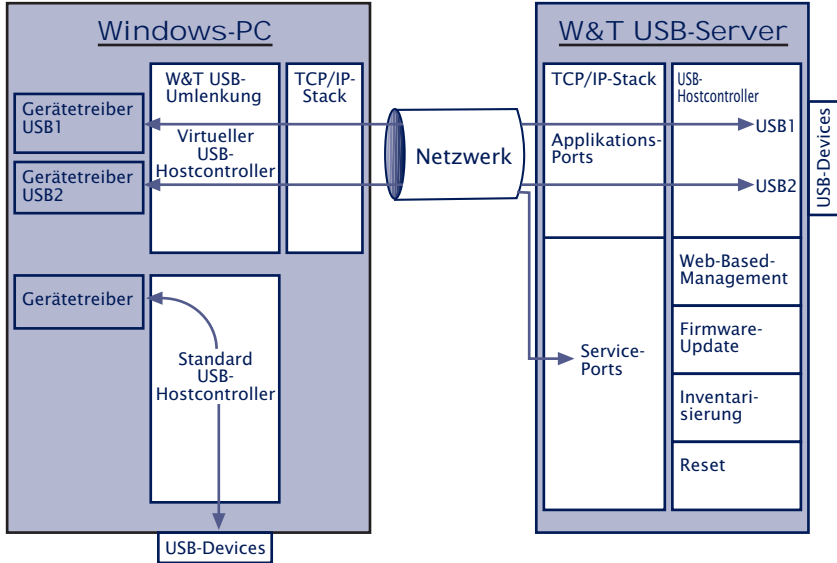 Windows-PC
W&T USB-
Umlenkung
TCP/IP-
Stack
Gerätetreiber
USB1
Virtueller
USB-
Hostcontroller
Gerätetreiber
USB2
Gerätetreiber
Standard
USB-
Hostcontroller
USB-Devices
Netzwerk
W&T USB-Server
TCP/IP-Stack
USB-
Hostcontroller
Applikations-
Ports
USB1
USB2
USB-Devices
Service-
Ports
Web-Based-
Management
Firmware-
Update
Inventari-
sierung
Reset